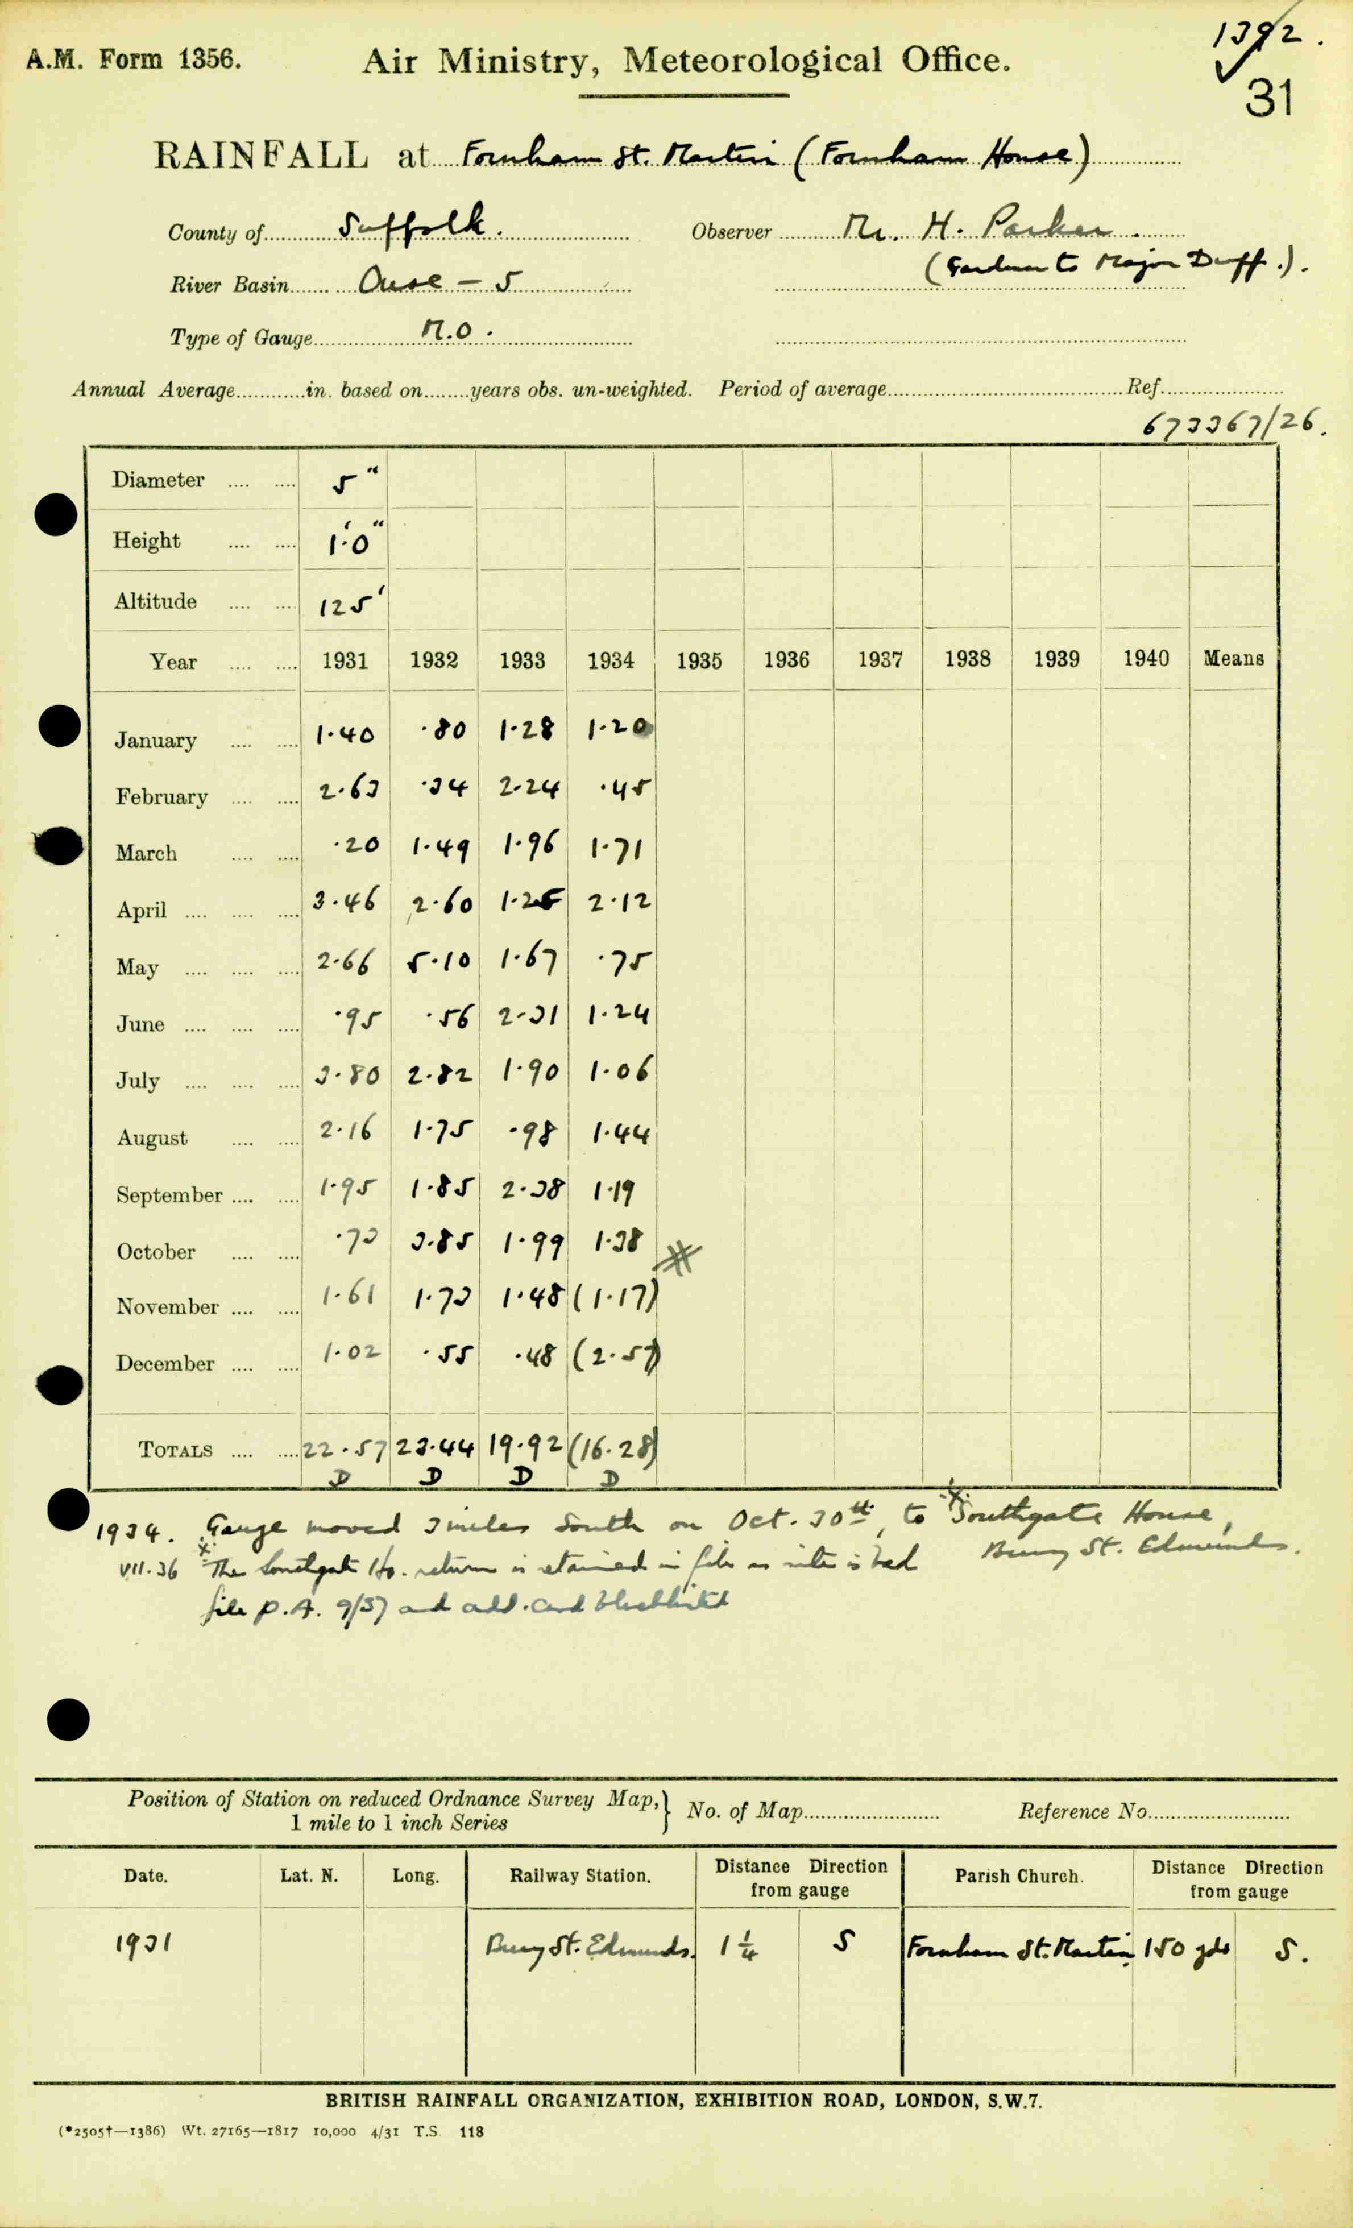 1392.
31
A.M. Form 1356. Air Ministry, Meteorological Office.
RAINFALL at Fornham St. Martin (Fornham House)
County of Suffolk. Observer Mr. H. Parker.
(Gardener to Major Duff.).
River Basin Ouse - 5
Type of Gauge M.O.
Annual Average in. based on years obs. un-weighted. Period of average Ref.
673367/26.
Diameter 5"
Height 1'.0"
Altitude 125'
Year 1931 1932 1933 1934 1935 1936 1937 1938 1939 1940 Means
January 1.40 .80 1.28 1.20
February 2.63 .34 2.24 .45
March .20 1.49 1.96 1.71
April 3.46 2.60 1.25 2.12
May 2.66 5.10 1.67 .75
June .95 .56 2.31 1.24
July 3.80 2.82 1.90 1.06
August 2.16 1.75 .98 1.44
September 1.95 1.85 2.38 1.19
October .73 3.85 1.99 1.38
November 1.61 1.73 1.48 (1.17)
December 1.02 .55 .48 (2.57)
TOTALS 22.57 23.44 19.92 (16.28)
D D D D
1934. Gauge moved 3 miles South on Oct. 30th, to Southgate House,
Bury St. Edmunds.
VII.36 The Southgate Ho. return is retained in file as site is bad
file P.A. 9/37 and add. card
Position of Station on reduced Ordnance Survey Map,} No. of Map Reference No.
1 mile to 1 inch Series
Date. Lat. N. Long. Railway Station. Distance Direction from gauge Parish Church. Distance Direction from gauge
1931 Bury St. Edmunds. 1 1/4 S Fornham St. Martin 150 yds S.
BRITISH RAINFALL ORGANIZATION, EXHIBITION ROAD, LONDON, S.W.7.
(*2505†—1386) Wt. 27165—1817 10,000 4/31 T.S. 118